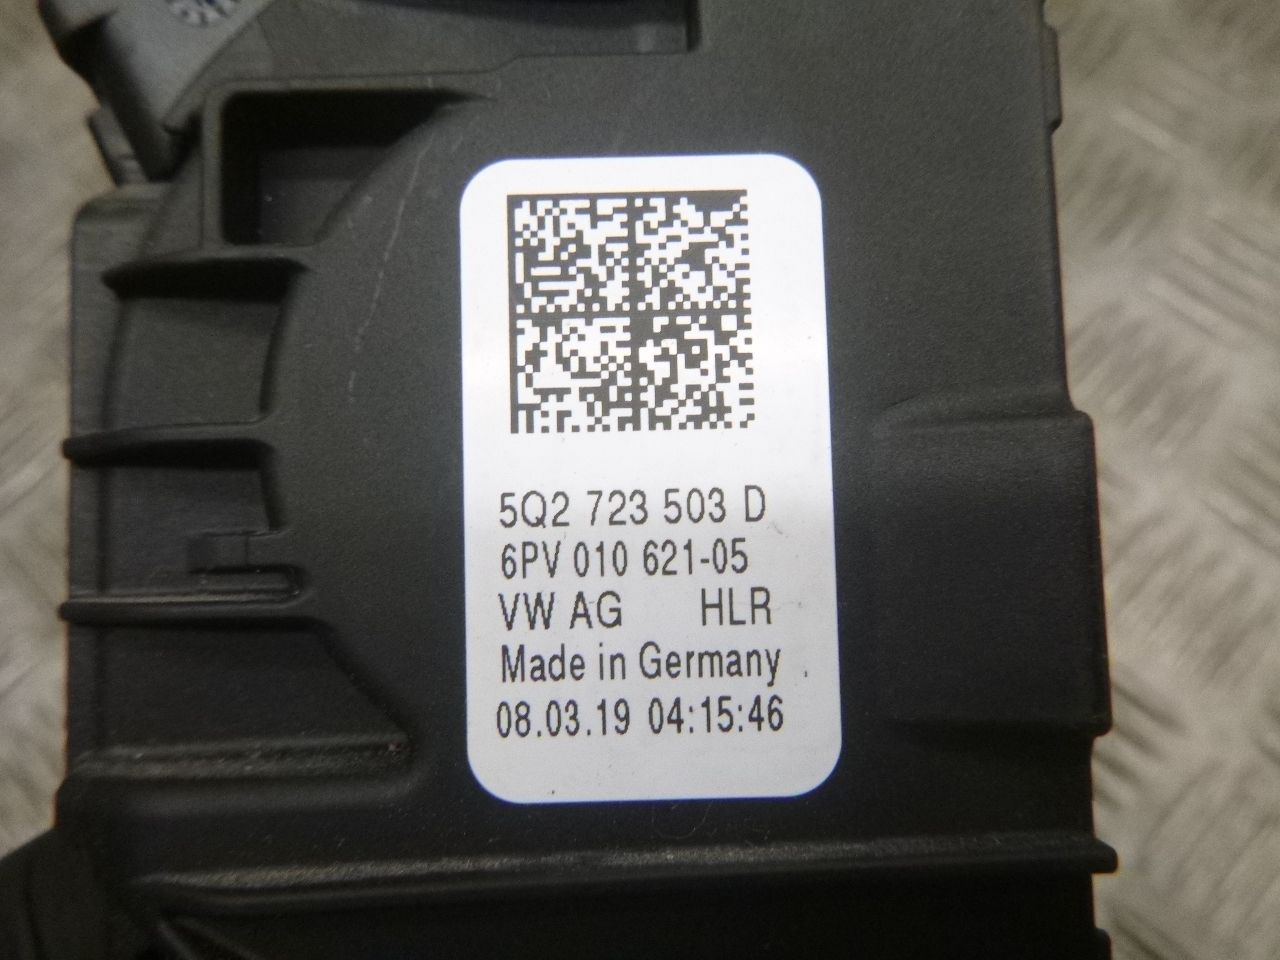 5Q2 723 503 D
6PV 010 621-05
VW AG HLR
Made in Germany
08.03.19 04:15:46